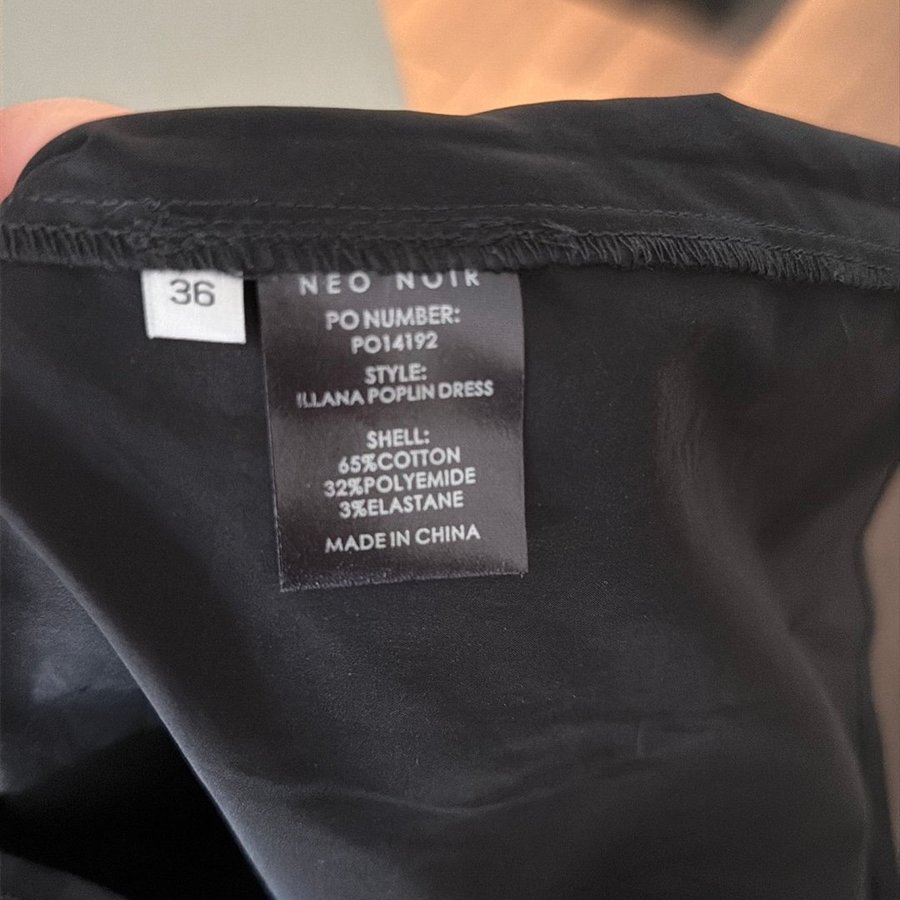 36
NEO NOIR
PO NUMBER:
PO14192
STYLE:
ILLANA POPLIN DRESS
SHELL:
65%COTTON
32%POLYEMIDE
3%ELASTANE
MADE IN CHINA